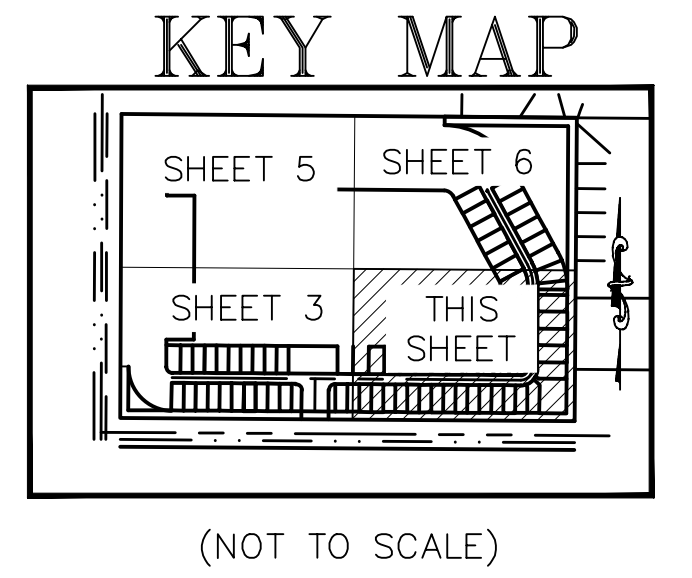 KEY MAP
SHEET 5
SHEET 6
SHEET 3
THIS
SHEET
(NOT TO SCALE)